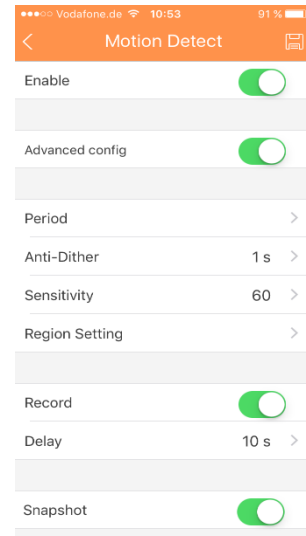 Vodafone.de 10:53 91 %
Motion Detect
Enable
Advanced config
Period
Anti-Dither 1 s
Sensitivity 60
Region Setting
Record
Delay 10 s
Snapshot